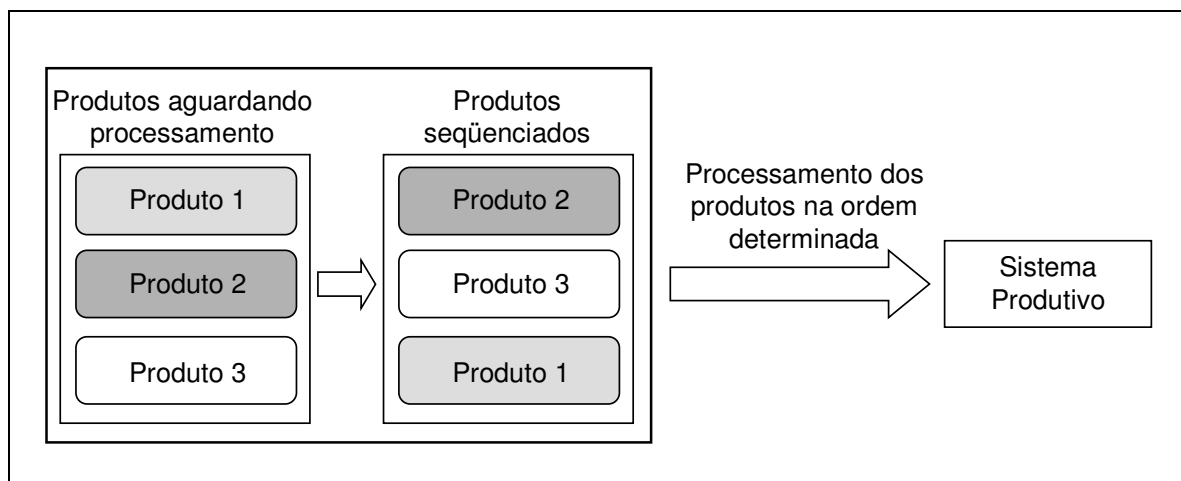 Produtos aguardando
processamento
Produto 1
Produto 2
Produto 3
Produtos
seqüenciados
Produto 2
Produto 3
Produto 1
Processamento dos
produtos na ordem
determinada
Sistema
Produtivo